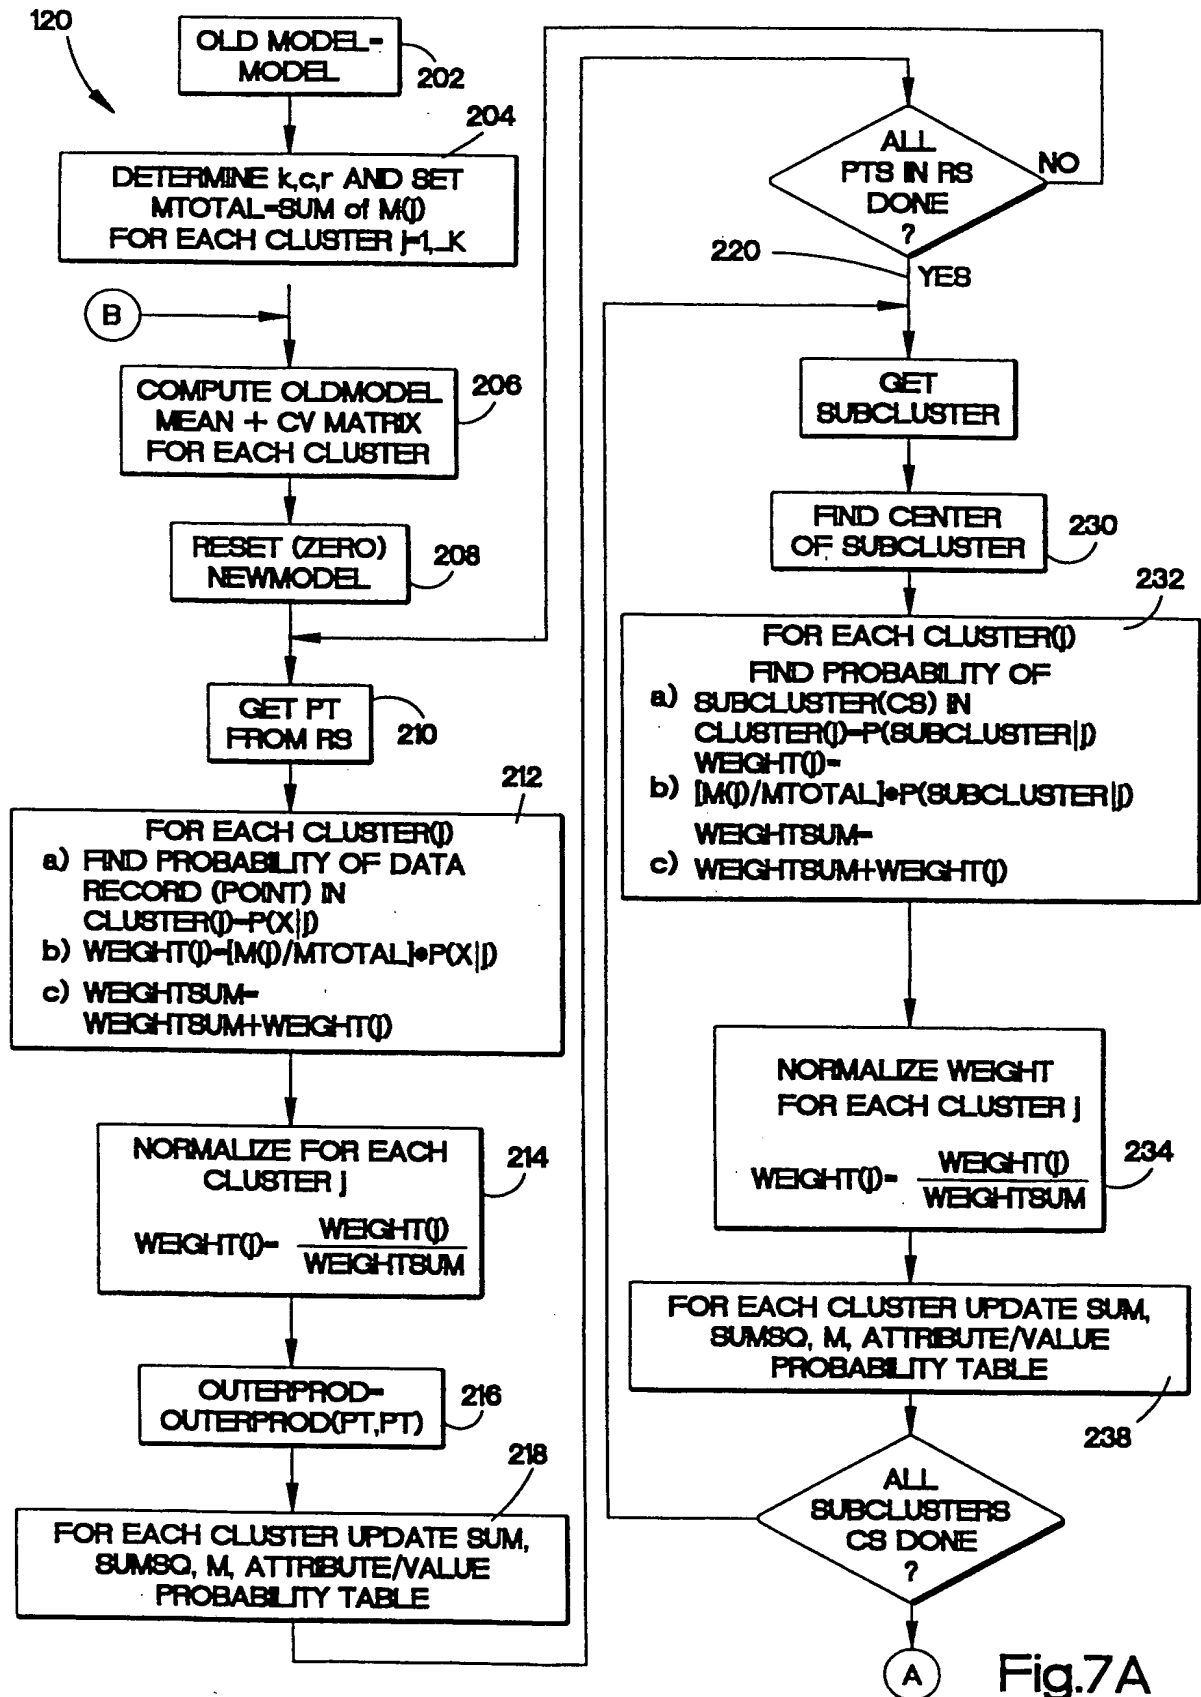 120
OLD MODEL=
MODEL
202
204
DETERMINE k,c,r AND SET
MTOTAL=SUM of M(j)
FOR EACH CLUSTER j=1,...K
B
COMPUTE OLDMODEL
MEAN + CV MATRIX
FOR EACH CLUSTER
206
RESET (ZERO)
NEWMODEL
208
GET PT
FROM RS
210
212
FOR EACH CLUSTER(j)
a) FIND PROBABILITY OF DATA
RECORD (POINT) IN
CLUSTER(j)=P(X|j)
b) WEIGHT(j)=[M(j)/MTOTAL]•P(X|j)
c) WEIGHTSUM=
WEIGHTSUM+WEIGHT(j)
NORMALIZE FOR EACH
CLUSTER j
WEIGHT(j)= WEIGHT(j)
WEIGHTSUM
214
OUTERPROD=
OUTERPROD(PT,PT)
216
218
FOR EACH CLUSTER UPDATE SUM,
SUMSQ, M, ATTRIBUTE/VALUE
PROBABILITY TABLE
ALL
PTS IN RS
DONE
?
NO
220
YES
GET
SUBCLUSTER
FIND CENTER
OF SUBCLUSTER
230
232
FOR EACH CLUSTER(j)
FIND PROBABILITY OF
a) SUBCLUSTER(CS) IN
CLUSTER(j)=P(SUBCLUSTER|j)
WEIGHT(j)=
b) [M(j)/MTOTAL]•P(SUBCLUSTER|j)
WEIGHTSUM=
c) WEIGHTSUM+WEIGHT(j)
NORMALIZE WEIGHT
FOR EACH CLUSTER j
WEIGHT(j)= WEIGHT(j)
WEIGHTSUM
234
FOR EACH CLUSTER UPDATE SUM,
SUMSQ, M, ATTRIBUTE/VALUE
PROBABILITY TABLE
238
ALL
SUBCLUSTERS
CS DONE
?
A
Fig.7A